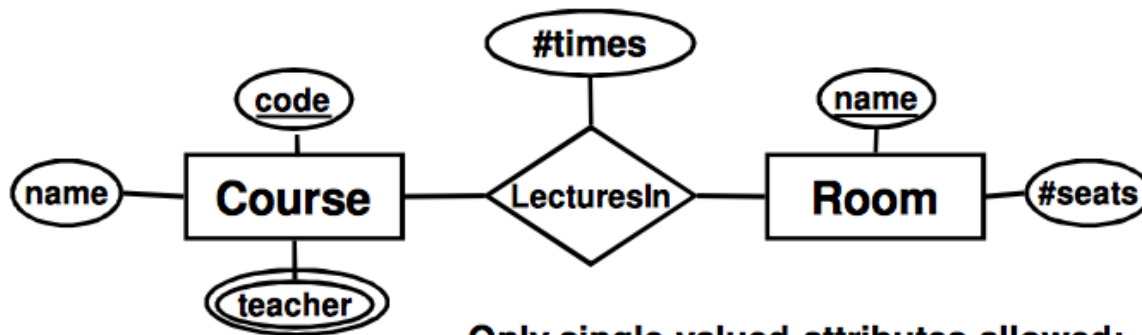 #times
code
name
name
Course
LecturesIn
Room
#seats
teacher
Only single-valued attributes allowed: